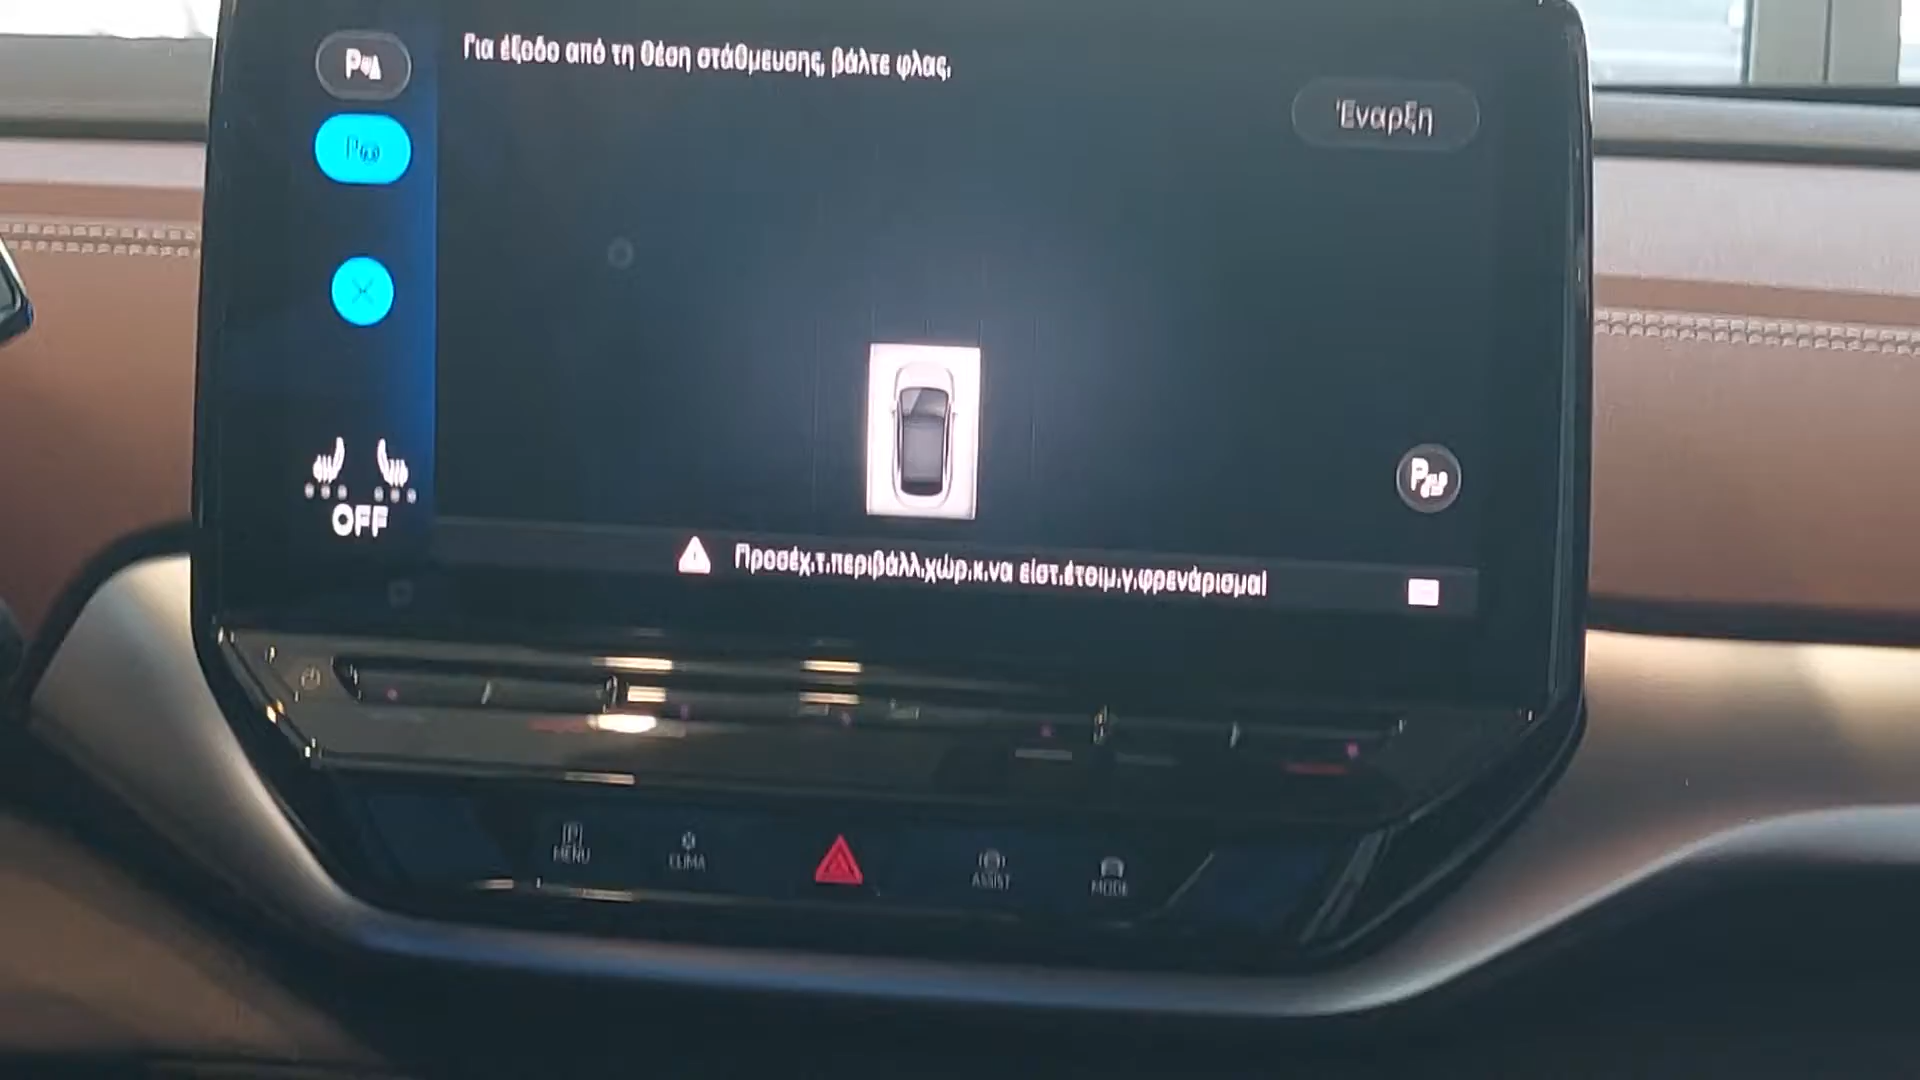 Για έξοδο από τη θέση στάθμευσης, βάλτε φλας.
Έναρξη
OFF
Προσέχ.τ.περιβάλλ.χώρ.κ.να είστ.έτοιμ.γ.φρενάρισμα!
MENU
CLIMA
ASSIST
MODE